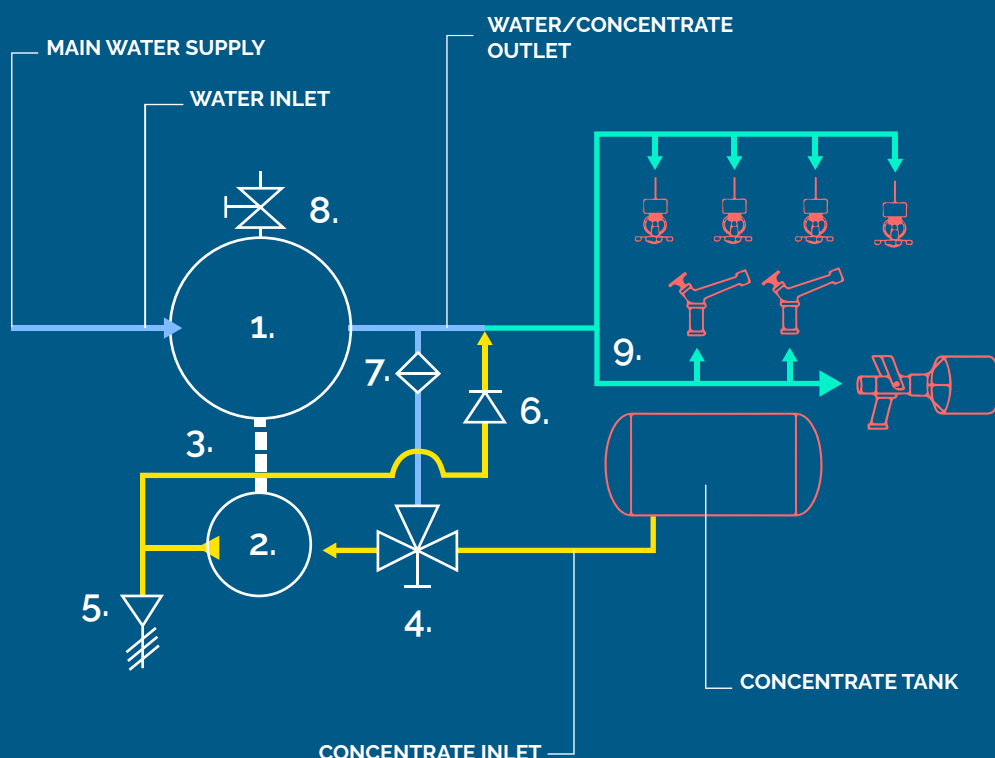 WATER/CONCENTRATE
OUTLET
MAIN WATER SUPPLY
WATER INLET
8.
1.
9.
7.
6.
3.
2.
5.
4.
CONCENTRATE TANK
CONCENTRATE INLET